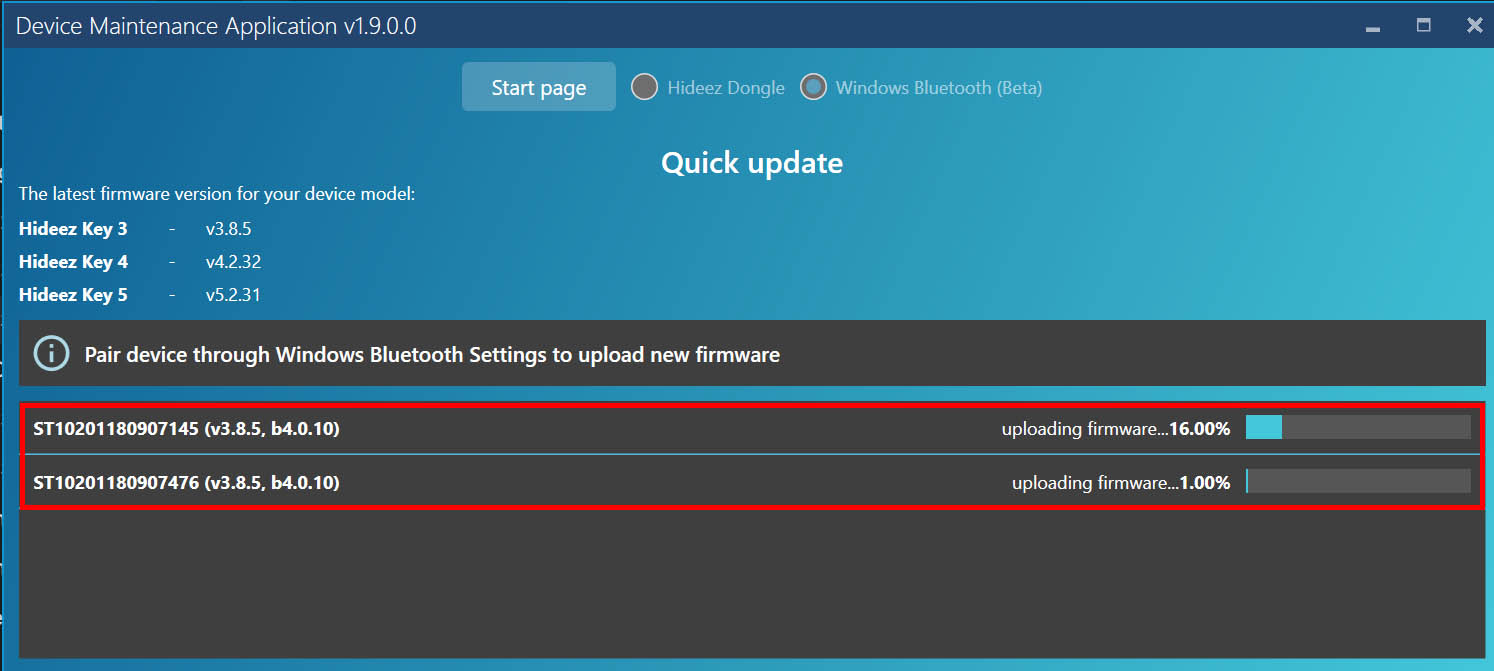 Device Maintenance Application v1.9.0.0
Start page Hideez Dongle Windows Bluetooth (Beta)
Quick update
The latest firmware version for your device model:
Hideez Key 3 - v3.8.5
Hideez Key 4 - v4.2.32
Hideez Key 5 - v5.2.31
Pair device through Windows Bluetooth Settings to upload new firmware
ST10201180907145 (v3.8.5, b4.0.10) uploading firmware...16.00%
ST10201180907476 (v3.8.5, b4.0.10) uploading firmware...1.00%